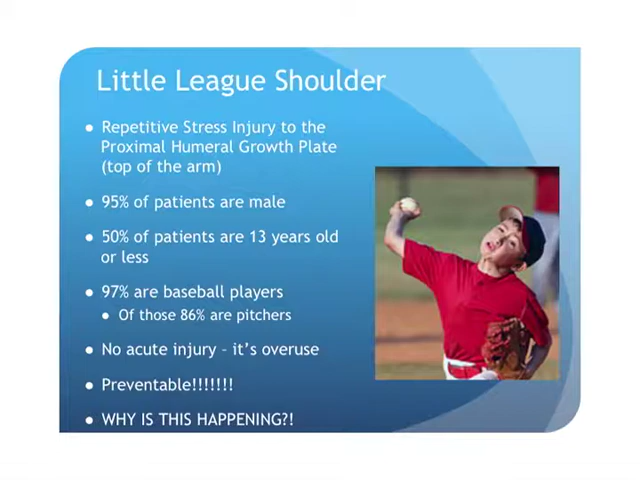 Little League Shoulder
● Repetitive Stress Injury to the
Proximal Humeral Growth Plate
(top of the arm)
● 95% of patients are male
● 50% of patients are 13 years old
or less
● 97% are baseball players
● Of those 86% are pitchers
● No acute injury – it's overuse
● Preventable!!!!!!!
● WHY IS THIS HAPPENING?!